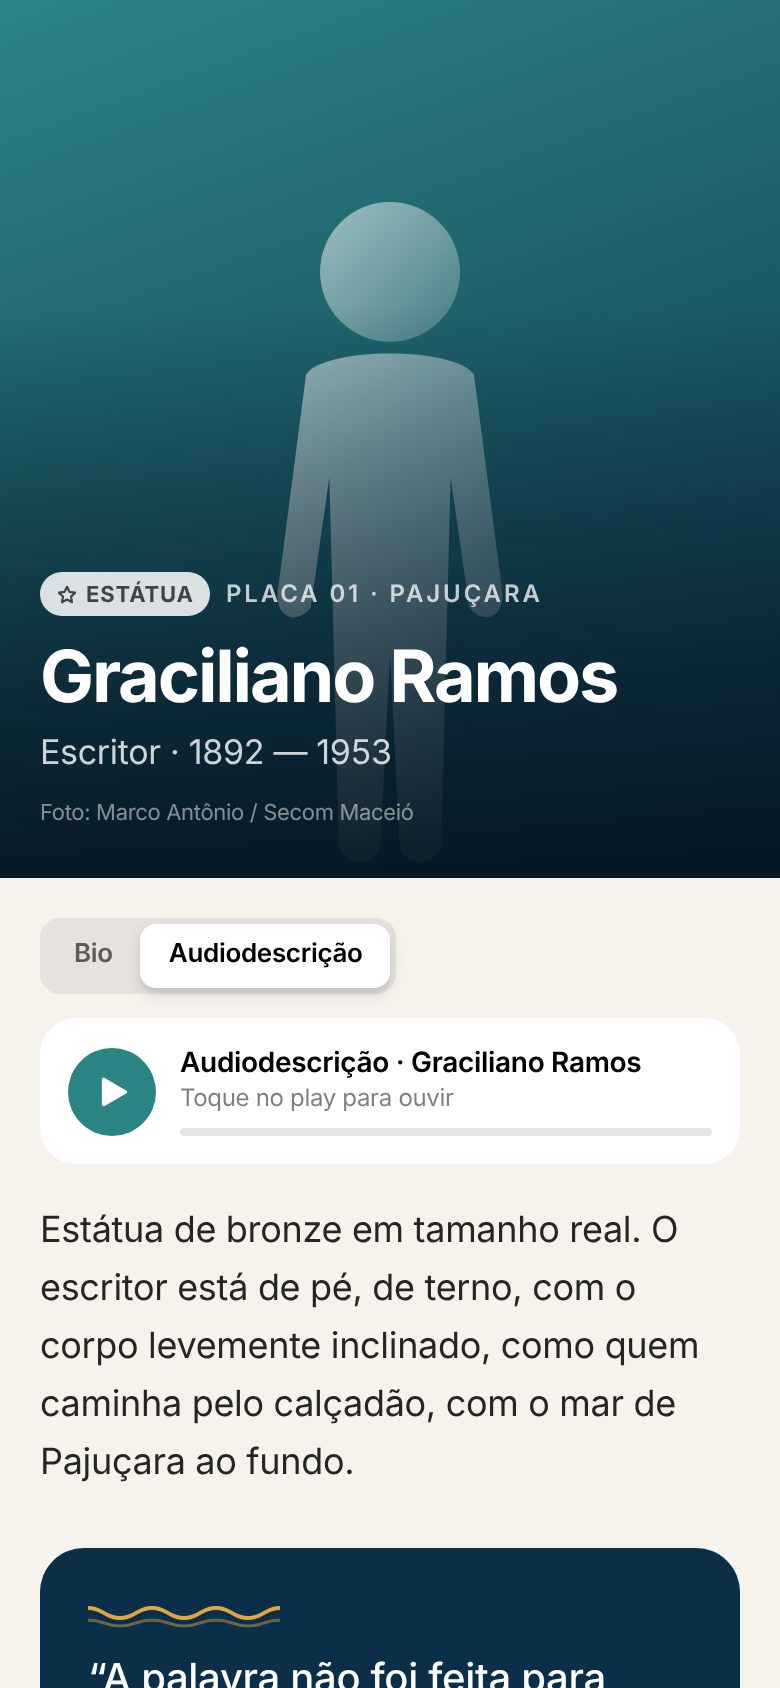 ESTÁTUA PLACA 01 · PAJUÇARA
Graciliano Ramos
Escritor · 1892 — 1953
Foto: Marco Antônio / Secom Maceió
Bio Audiodescrição
Audiodescrição · Graciliano Ramos
Toque no play para ouvir
Estátua de bronze em tamanho real. O
escritor está de pé, de terno, com o
corpo levemente inclinado, como quem
caminha pelo calçadão, com o mar de
Pajuçara ao fundo.
“A palavra não foi feita para